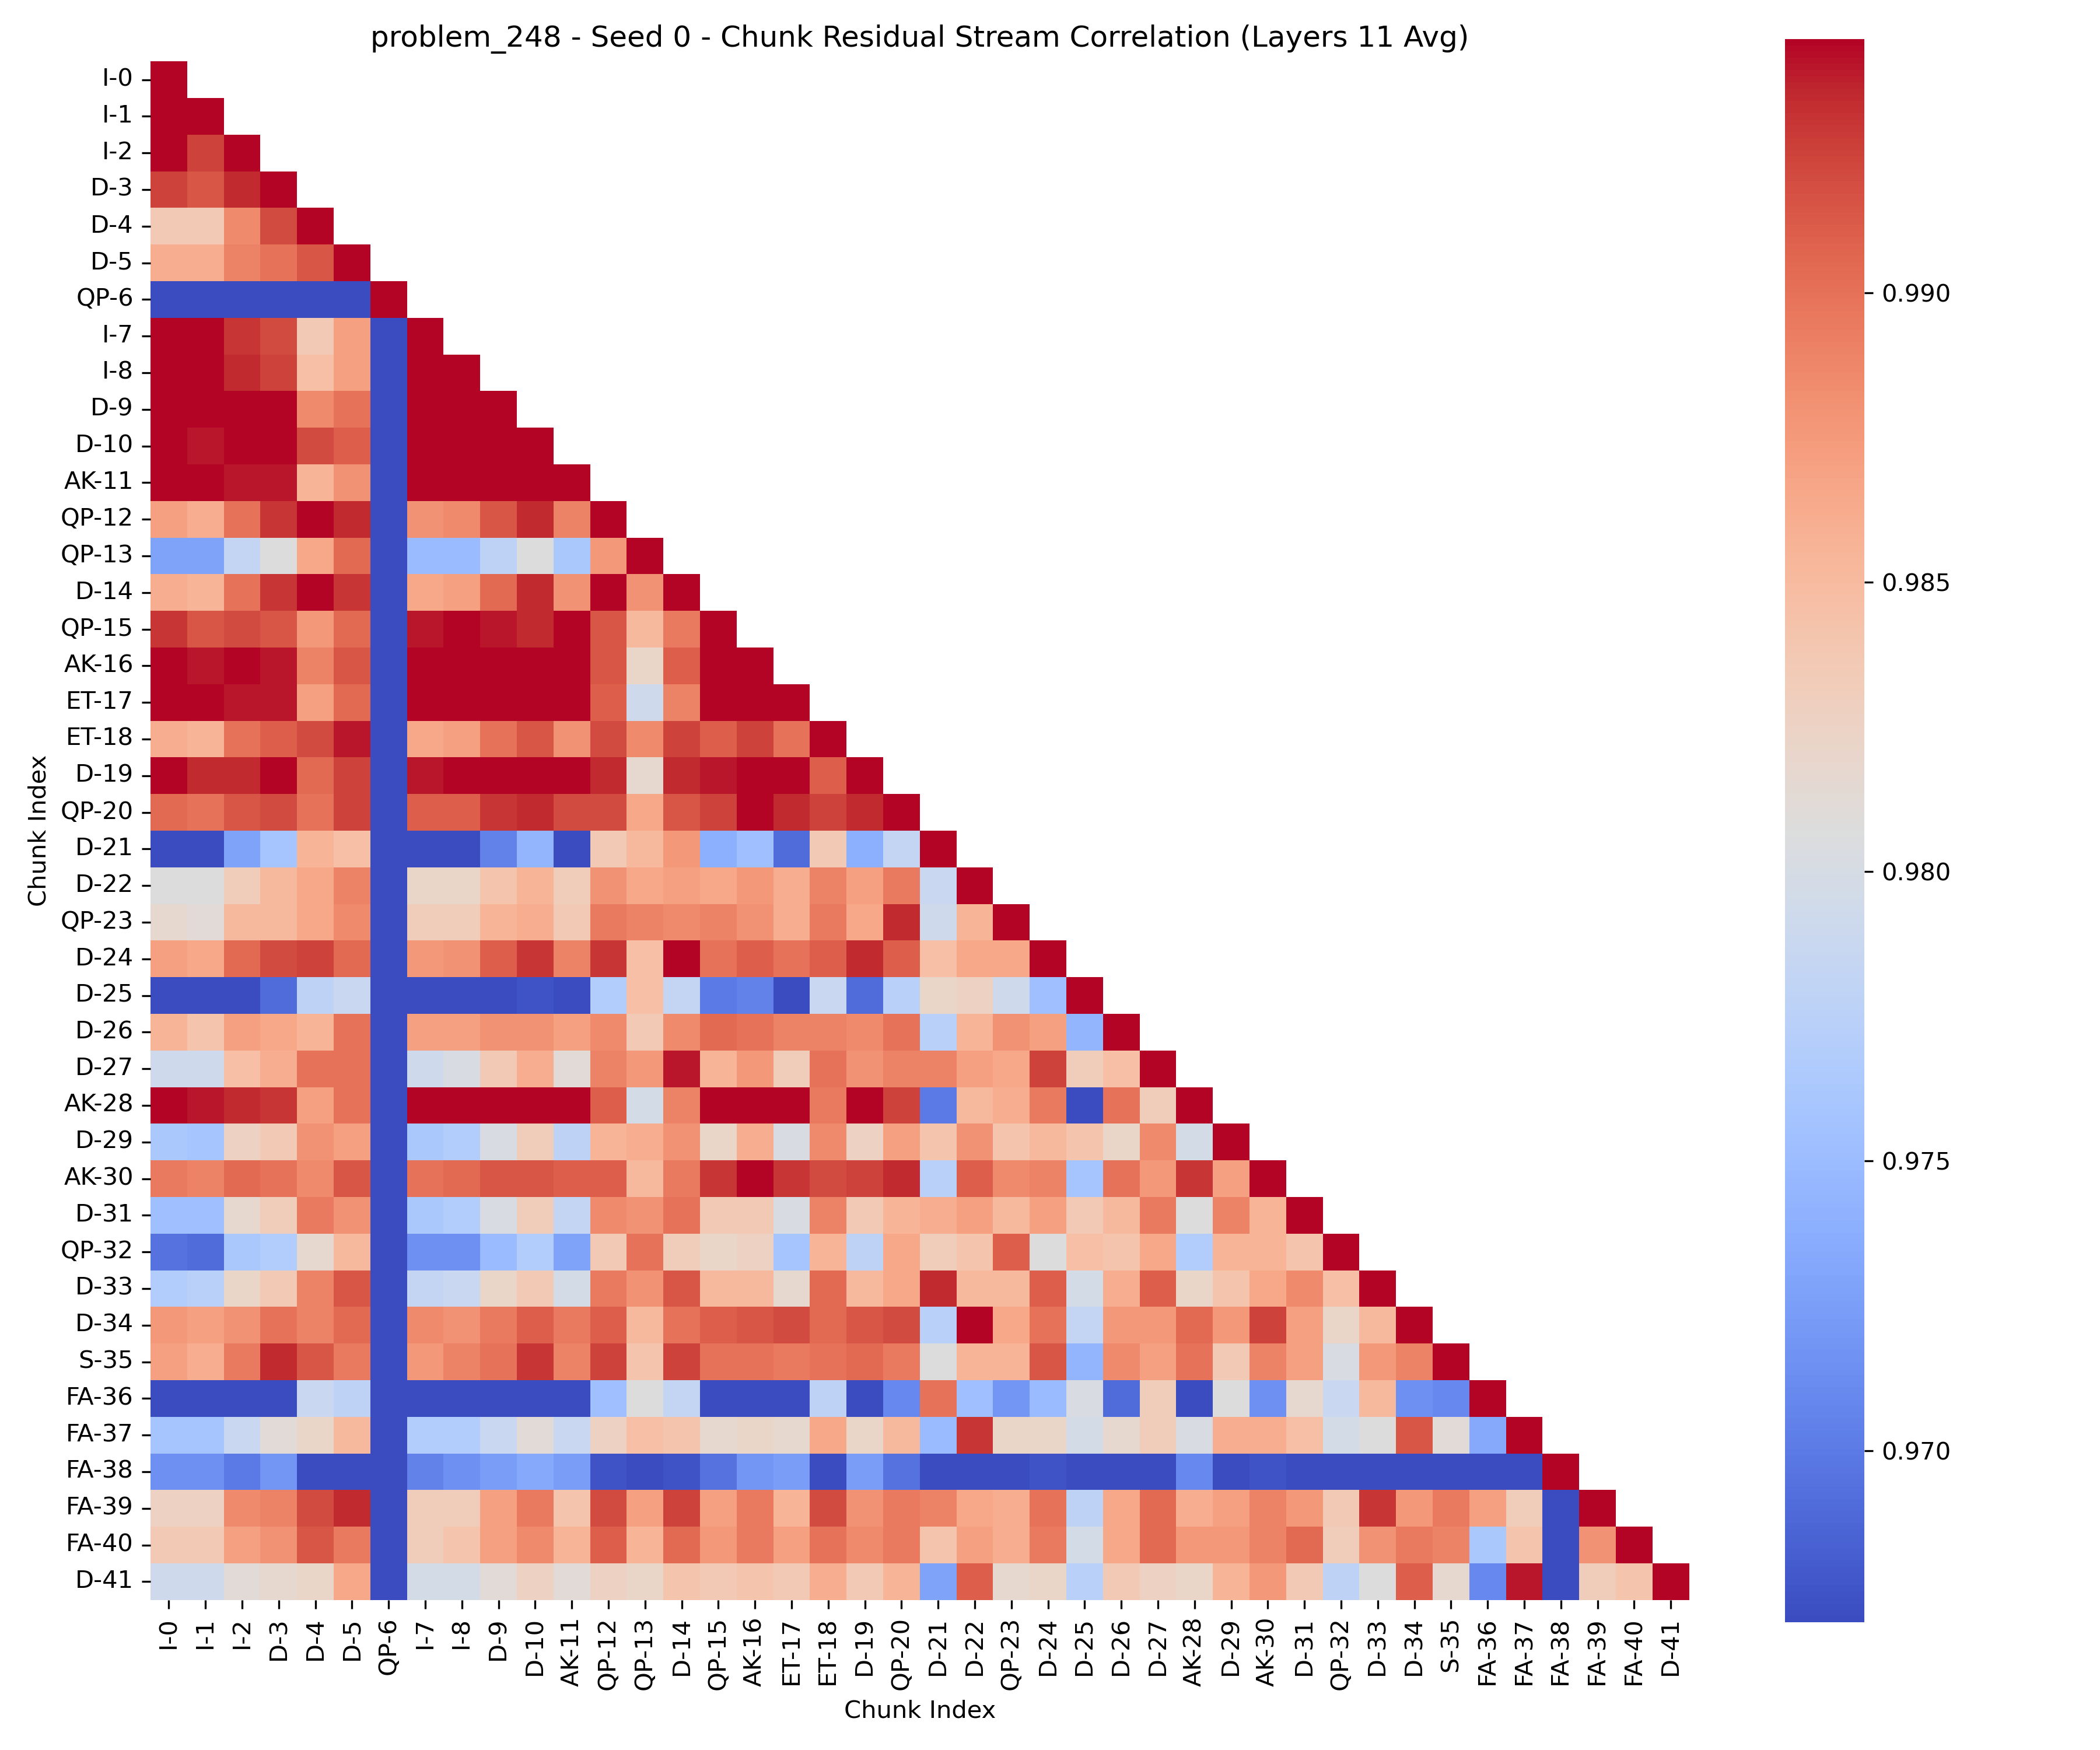 problem_248 - Seed 0 - Chunk Residual Stream Correlation (Layers 11 Avg)
I-0
I-1
I-2
D-3
D-4
D-5
QP-6
I-7
I-8
D-9
D-10
AK-11
QP-12
QP-13
D-14
QP-15
AK-16
ET-17
ET-18
D-19
QP-20
D-21
D-22
QP-23
D-24
D-25
D-26
D-27
AK-28
D-29
AK-30
D-31
QP-32
D-33
D-34
S-35
FA-36
FA-37
FA-38
FA-39
FA-40
D-41
Chunk Index
I-0 I-1 I-2 D-3 D-4 D-5 QP-6 I-7 I-8 D-9 D-10 AK-11 QP-12 QP-13 D-14 QP-15 AK-16 ET-17 ET-18 D-19 QP-20 D-21 D-22 QP-23 D-24 D-25 D-26 D-27 AK-28 D-29 AK-30 D-31 QP-32 D-33 D-34 S-35 FA-36 FA-37 FA-38 FA-39 FA-40 D-41
Chunk Index
0.990
0.985
0.980
0.975
0.970